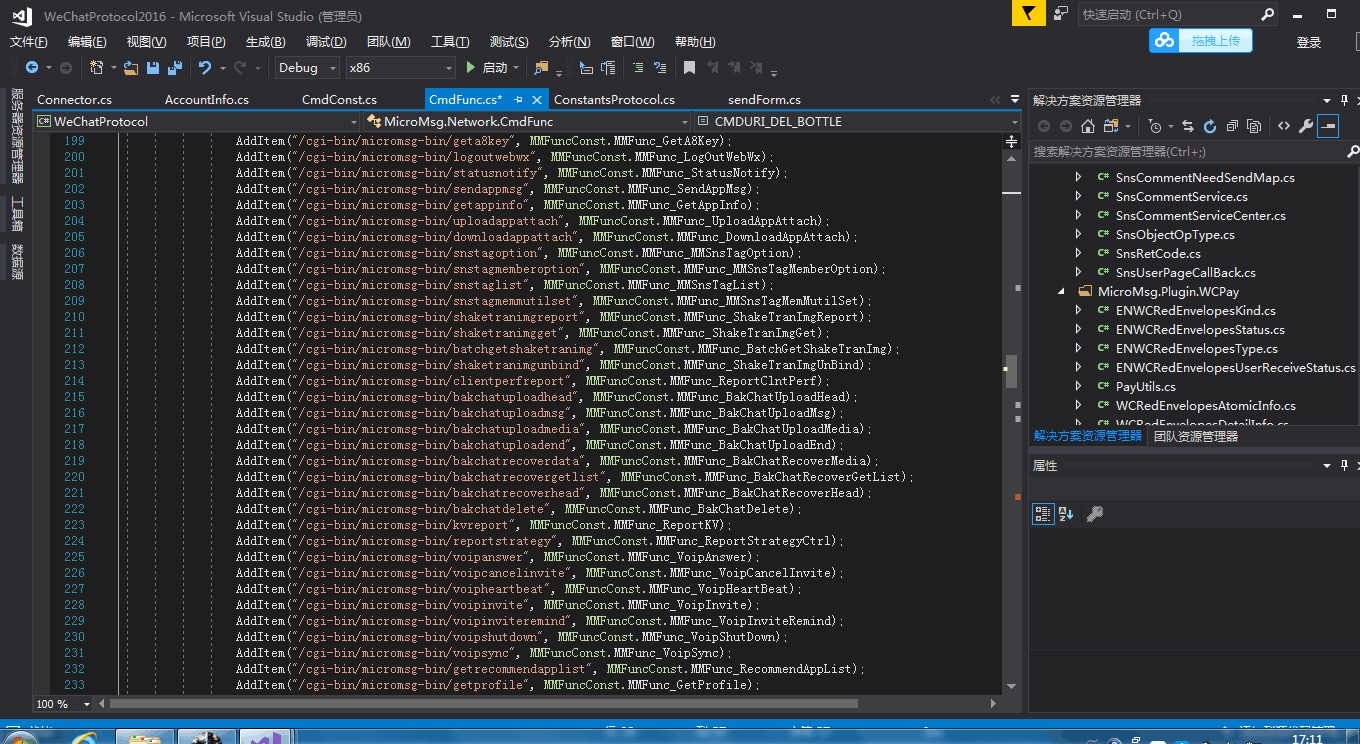 WeChatProtocol2016 - Microsoft Visual Studio (管理员)
快速启动 (Ctrl+Q)
文件(F) 编辑(E) 视图(V) 项目(P) 生成(B) 调试(D) 团队(M) 工具(T) 测试(S) 分析(N) 窗口(W) 帮助(H)
拖拽上传
登录
Debug x86 启动
服务器资源管理器
工具箱
数据源
Connector.cs AccountInfo.cs CmdConst.cs CmdFunc.cs* ConstantsProtocol.cs sendForm.cs
WeChatProtocol MicroMsg.Network.CmdFunc CMDURI_DEL_BOTTLE
199 AddItem("/cgi-bin/micromsg-bin/geta8key", MMFuncConst.MMFunc_GetA8Key);
200 AddItem("/cgi-bin/micromsg-bin/logoutwebwx", MMFuncConst.MMFunc_LogOutWebWx);
201 AddItem("/cgi-bin/micromsg-bin/statusnotify", MMFuncConst.MMFunc_StatusNotify);
202 AddItem("/cgi-bin/micromsg-bin/sendappmsg", MMFuncConst.MMFunc_SendAppMsg);
203 AddItem("/cgi-bin/micromsg-bin/getappinfo", MMFuncConst.MMFunc_GetAppInfo);
204 AddItem("/cgi-bin/micromsg-bin/uploadappattach", MMFuncConst.MMFunc_UploadAppAttach);
205 AddItem("/cgi-bin/micromsg-bin/downloadappattach", MMFuncConst.MMFunc_DownloadAppAttach);
206 AddItem("/cgi-bin/micromsg-bin/snstagoption", MMFuncConst.MMFunc_MMSnsTagOption);
207 AddItem("/cgi-bin/micromsg-bin/snstagmemberoption", MMFuncConst.MMFunc_MMSnsTagMemberOption);
208 AddItem("/cgi-bin/micromsg-bin/snstaglist", MMFuncConst.MMFunc_MMSnsTagList);
209 AddItem("/cgi-bin/micromsg-bin/snstagmemmutilset", MMFuncConst.MMFunc_MMSnsTagMemMutilSet);
210 AddItem("/cgi-bin/micromsg-bin/shaketranimgreport", MMFuncConst.MMFunc_ShakeTranImgReport);
211 AddItem("/cgi-bin/micromsg-bin/shaketranimgget", MMFuncConst.MMFunc_ShakeTranImgGet);
212 AddItem("/cgi-bin/micromsg-bin/batchgetshaketranimg", MMFuncConst.MMFunc_BatchGetShakeTranImg);
213 AddItem("/cgi-bin/micromsg-bin/shaketranimgunbind", MMFuncConst.MMFunc_ShakeTranImgUnBind);
214 AddItem("/cgi-bin/micromsg-bin/clientperfreport", MMFuncConst.MMFunc_ReportClntPerf);
215 AddItem("/cgi-bin/micromsg-bin/bakchatuploadhead", MMFuncConst.MMFunc_BakChatUploadHead);
216 AddItem("/cgi-bin/micromsg-bin/bakchatuploadmsg", MMFuncConst.MMFunc_BakChatUploadMsg);
217 AddItem("/cgi-bin/micromsg-bin/bakchatuploadmedia", MMFuncConst.MMFunc_BakChatUploadMedia);
218 AddItem("/cgi-bin/micromsg-bin/bakchatuploadend", MMFuncConst.MMFunc_BakChatUploadEnd);
219 AddItem("/cgi-bin/micromsg-bin/bakchatrecoverdata", MMFuncConst.MMFunc_BakChatRecoverMedia);
220 AddItem("/cgi-bin/micromsg-bin/bakchatrecovergetlist", MMFuncConst.MMFunc_BakChatRecoverGetList);
221 AddItem("/cgi-bin/micromsg-bin/bakchatrecoverhead", MMFuncConst.MMFunc_BakChatRecoverHead);
222 AddItem("/cgi-bin/micromsg-bin/bakchatdelete", MMFuncConst.MMFunc_BakChatDelete);
223 AddItem("/cgi-bin/micromsg-bin/kvreport", MMFuncConst.MMFunc_ReportKV);
224 AddItem("/cgi-bin/micromsg-bin/reportstrategy", MMFuncConst.MMFunc_ReportStrategyCtrl);
225 AddItem("/cgi-bin/micromsg-bin/voipanswer", MMFuncConst.MMFunc_VoipAnswer);
226 AddItem("/cgi-bin/micromsg-bin/voipcancelinvite", MMFuncConst.MMFunc_VoipCancelInvite);
227 AddItem("/cgi-bin/micromsg-bin/voipheartbeat", MMFuncConst.MMFunc_VoipHeartBeat);
228 AddItem("/cgi-bin/micromsg-bin/voipinvite", MMFuncConst.MMFunc_VoipInvite);
229 AddItem("/cgi-bin/micromsg-bin/voipinviteremind", MMFuncConst.MMFunc_VoipInviteRemind);
230 AddItem("/cgi-bin/micromsg-bin/voipshutdown", MMFuncConst.MMFunc_VoipShutDown);
231 AddItem("/cgi-bin/micromsg-bin/voipsync", MMFuncConst.MMFunc_VoipSync);
232 AddItem("/cgi-bin/micromsg-bin/getrecommendapplist", MMFuncConst.MMFunc_RecommendAppList);
233 AddItem("/cgi-bin/micromsg-bin/getprofile", MMFuncConst.MMFunc_GetProfile);
100 %
解决方案资源管理器
搜索解决方案资源管理器(Ctrl+;)
C# SnsCommentNeedSendMap.cs
C# SnsCommentService.cs
C# SnsCommentServiceCenter.cs
C# SnsObjectOpType.cs
C# SnsRetCode.cs
C# SnsUserPageCallBack.cs
MicroMsg.Plugin.WCPay
C# ENWCRedEnvelopesKind.cs
C# ENWCRedEnvelopesStatus.cs
C# ENWCRedEnvelopesType.cs
C# ENWCRedEnvelopesUserReceiveStatus.cs
C# PayUtils.cs
C# WCRedEnvelopesAtomicInfo.cs
C# WCRedEnvelopesDetailInfo.cs
解决方案资源管理器 团队资源管理器
属性
17:11